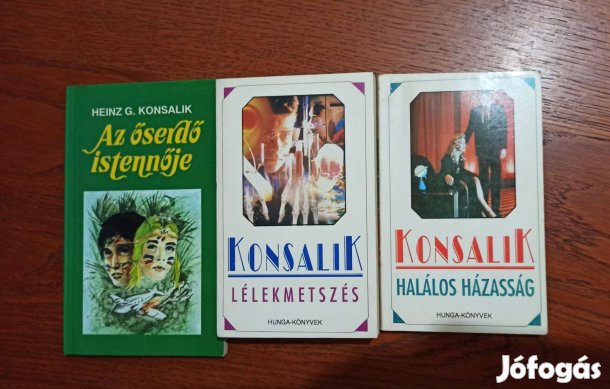 HEINZ G. KONSALIK
Az őserdő
istennője
KONSALIK
LÉLEKMETSZÉS
HUNGA-KÖNYVEK
KONSALIK
HALÁLOS HÁZASSÁG
HUNGA-KÖNYVEK
Jófogás